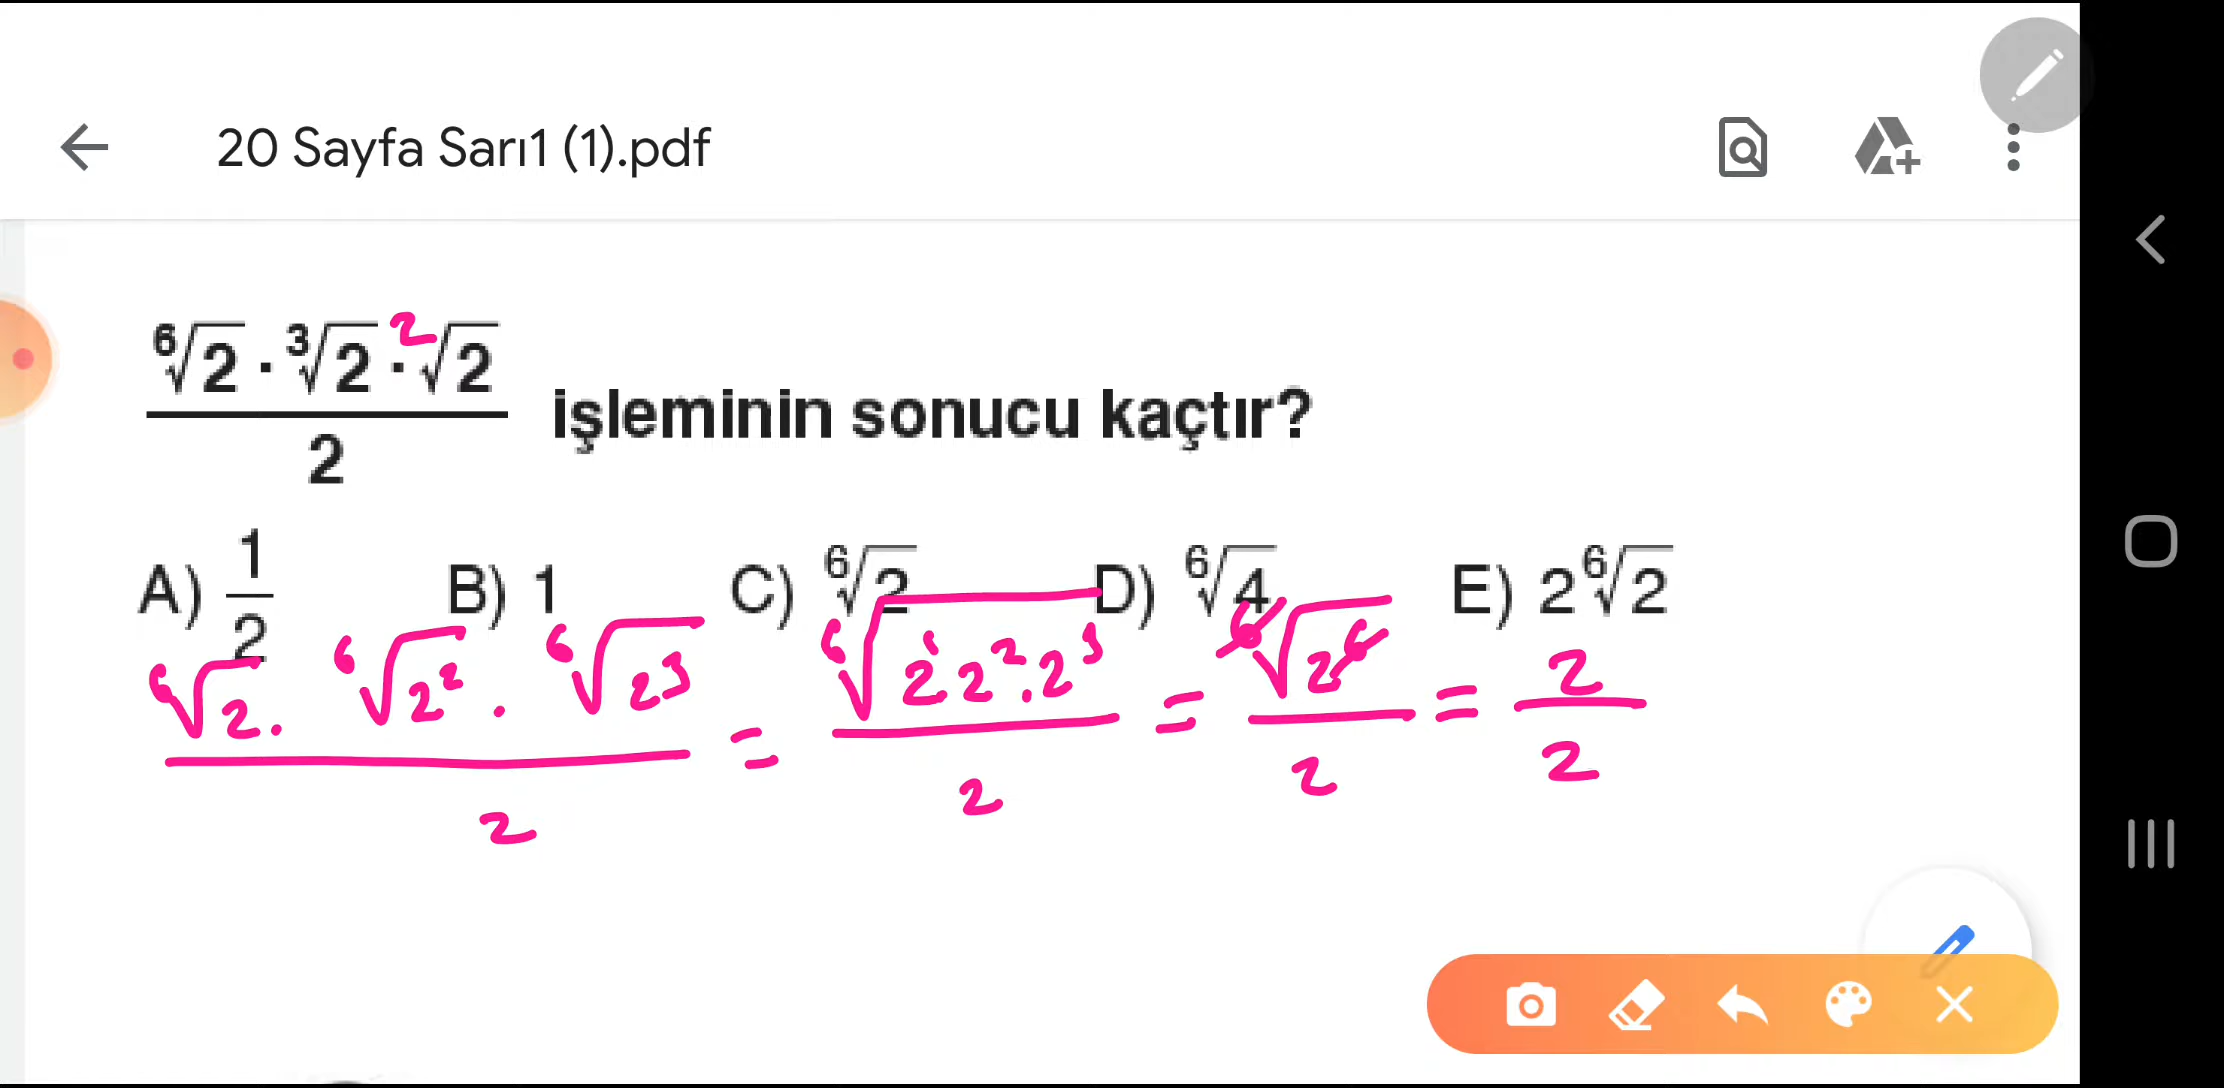 20 Sayfa Sarı1 (1).pdf
⁶√2 · ³√2 · ²√2 / 2 işleminin sonucu kaçtır?
A) 1/2 B) 1 C) ⁶√2 D) ⁶√4 E) 2⁶√2
⁶√2 . ⁶√2² . ⁶√2³ / 2 = ⁶√2¹ 2² . 2³ / 2 = ⁶√2⁶ / 2 = 2 / 2